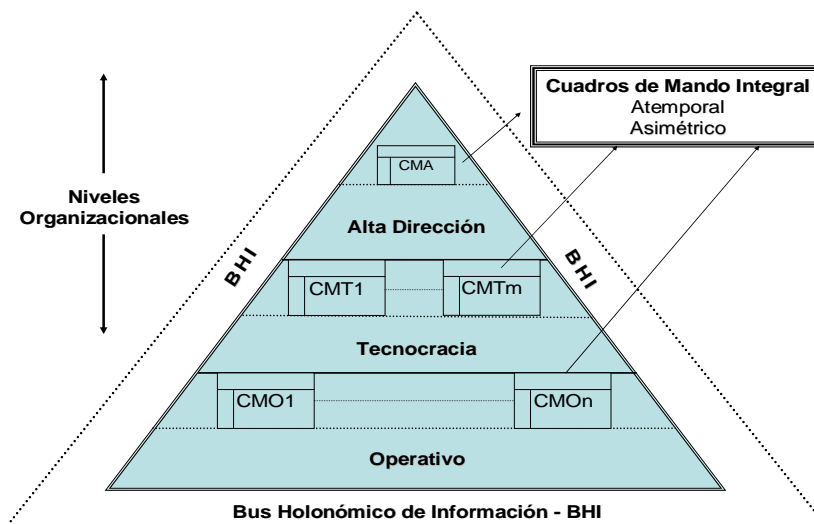 Cuadros de Mando Integral
Atemporal
Asimétrico
CMA
Niveles
Organizacionales
Alta Dirección
BHI
BHI
CMT1
CMTm
Tecnocracia
CMO1
CMOn
Operativo
Bus Holonómico de Información - BHI